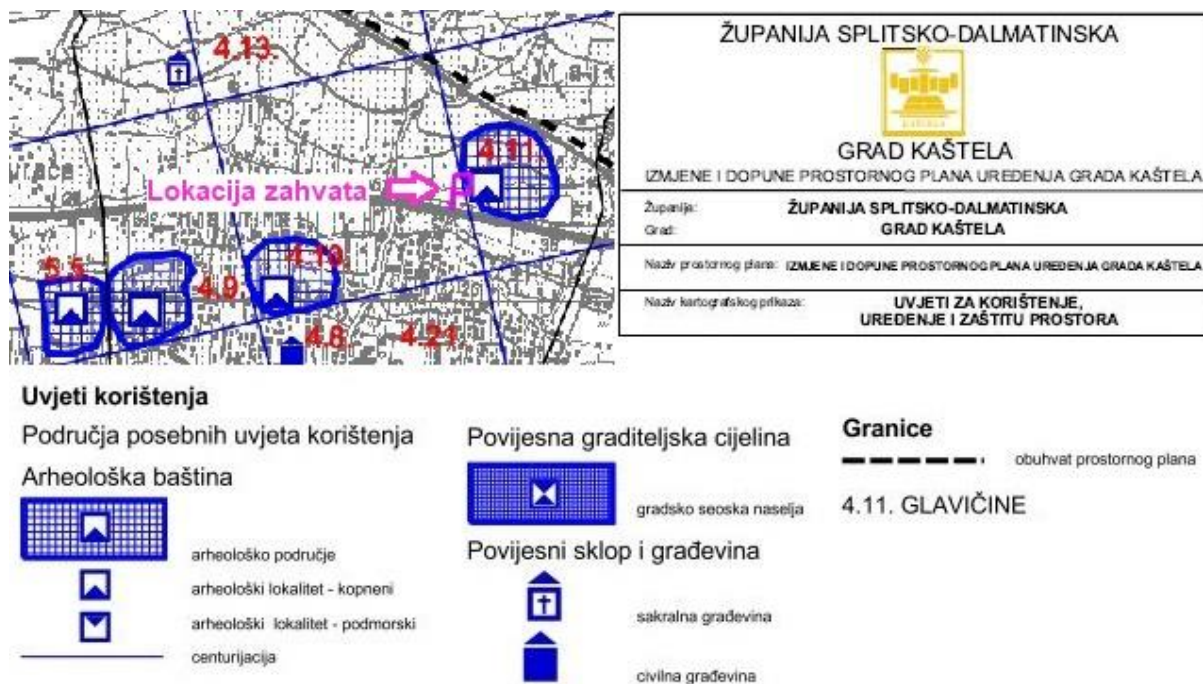 4.13.
4.11.
Lokacija zahvata
4.10.
5.5.
4.9.
4.8.
4.21.
ŽUPANIJA SPLITSKO-DALMATINSKA
KAŠTELA
GRAD KAŠTELA
IZMJENE I DOPUNE PROSTORNOG PLANA UREĐENJA GRADA KAŠTELA
Županija: ŽUPANIJA SPLITSKO-DALMATINSKA
Grad: GRAD KAŠTELA
Naziv prostornog plana: IZMJENE I DOPUNE PROSTORNOG PLANA UREĐENJA GRADA KAŠTELA
Naziv kartografskog prikaza: UVJETI ZA KORIŠTENJE,
UREĐENJE I ZAŠTITU PROSTORA
Uvjeti korištenja
Područja posebnih uvjeta korištenja
Arheološka baština
arheološko područje
arheološki lokalitet - kopneni
arheološki lokalitet - podmorski
centurijacija
Povijesna graditeljska cijelina
gradsko seoska naselja
Povijesni sklop i građevina
sakralna građevina
civilna građevina
Granice
obuhvat prostornog plana
4.11. GLAVIČINE